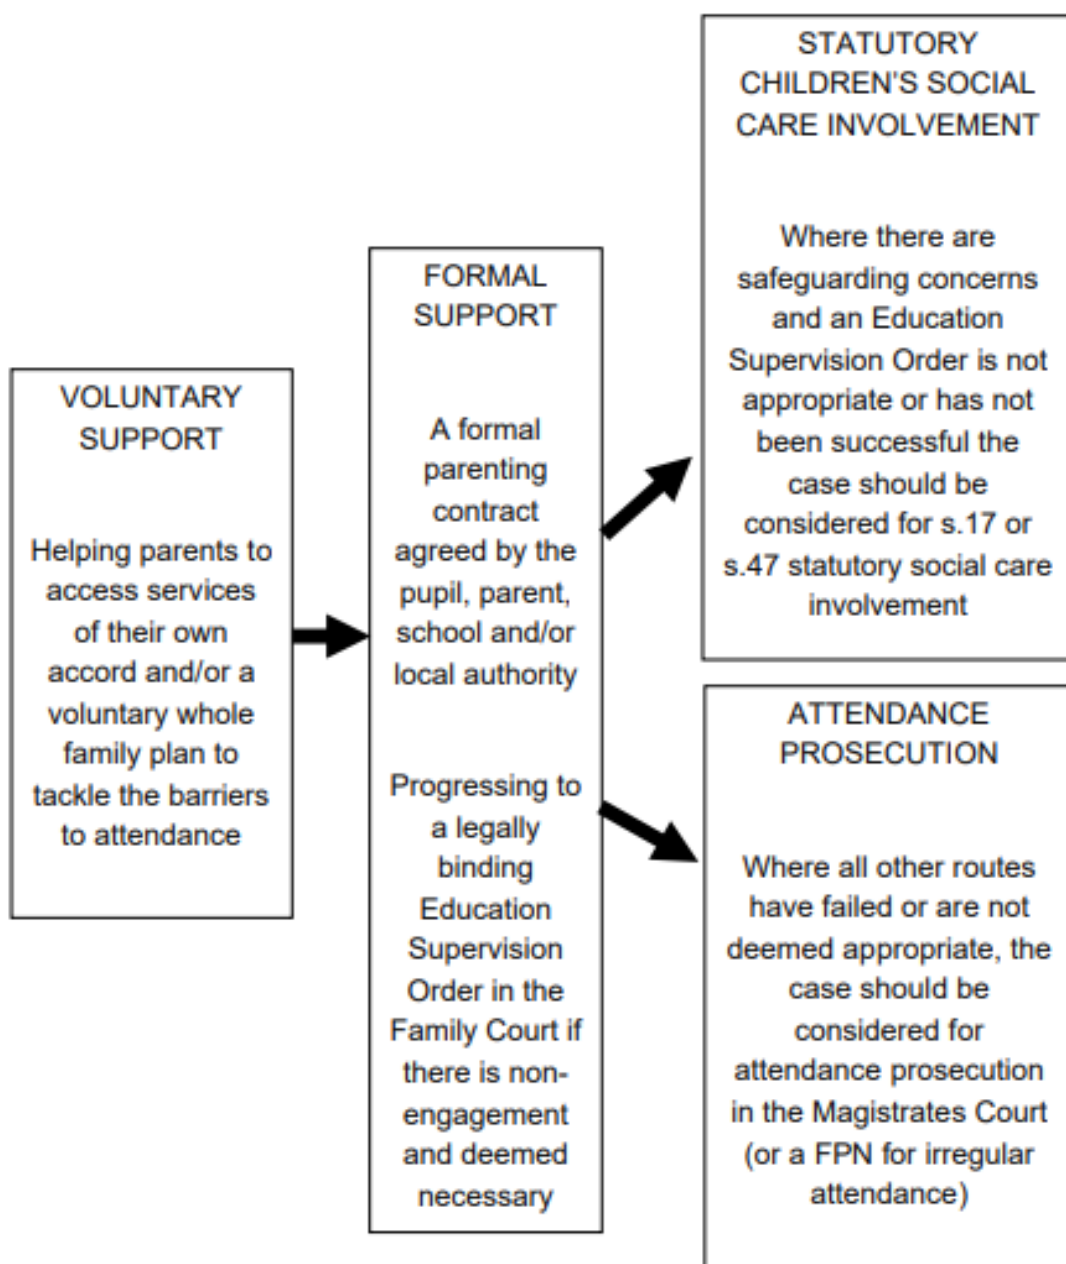 VOLUNTARY
SUPPORT
Helping parents to
access services
of their own
accord and/or a
voluntary whole
family plan to
tackle the barriers
to attendance
FORMAL
SUPPORT
A formal
parenting
contract
agreed by the
pupil, parent,
school and/or
local authority
Progressing to
a legally
binding
Education
Supervision
Order in the
Family Court if
there is non-
engagement
and deemed
necessary
STATUTORY
CHILDREN'S SOCIAL
CARE INVOLVEMENT
Where there are
safeguarding concerns
and an Education
Supervision Order is not
appropriate or has not
been successful the
case should be
considered for s.17 or
s.47 statutory social care
involvement
ATTENDANCE
PROSECUTION
Where all other routes
have failed or are not
deemed appropriate, the
case should be
considered for
attendance prosecution
in the Magistrates Court
(or a FPN for irregular
attendance)